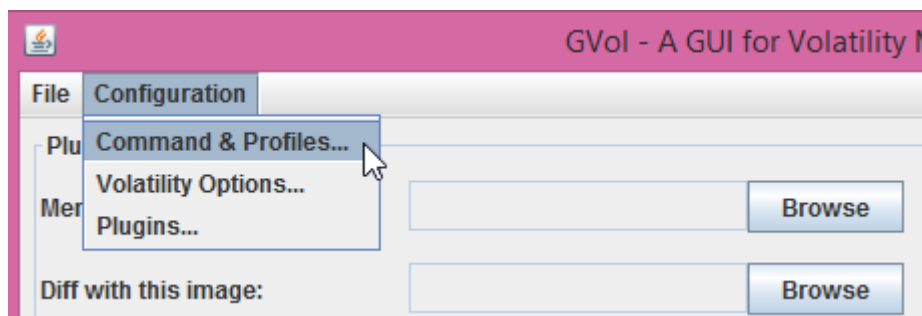 GVol - A GUI for Volatility
File Configuration
Command & Profiles...
Volatility Options...
Plugins...
Browse
Diff with this image:
Browse